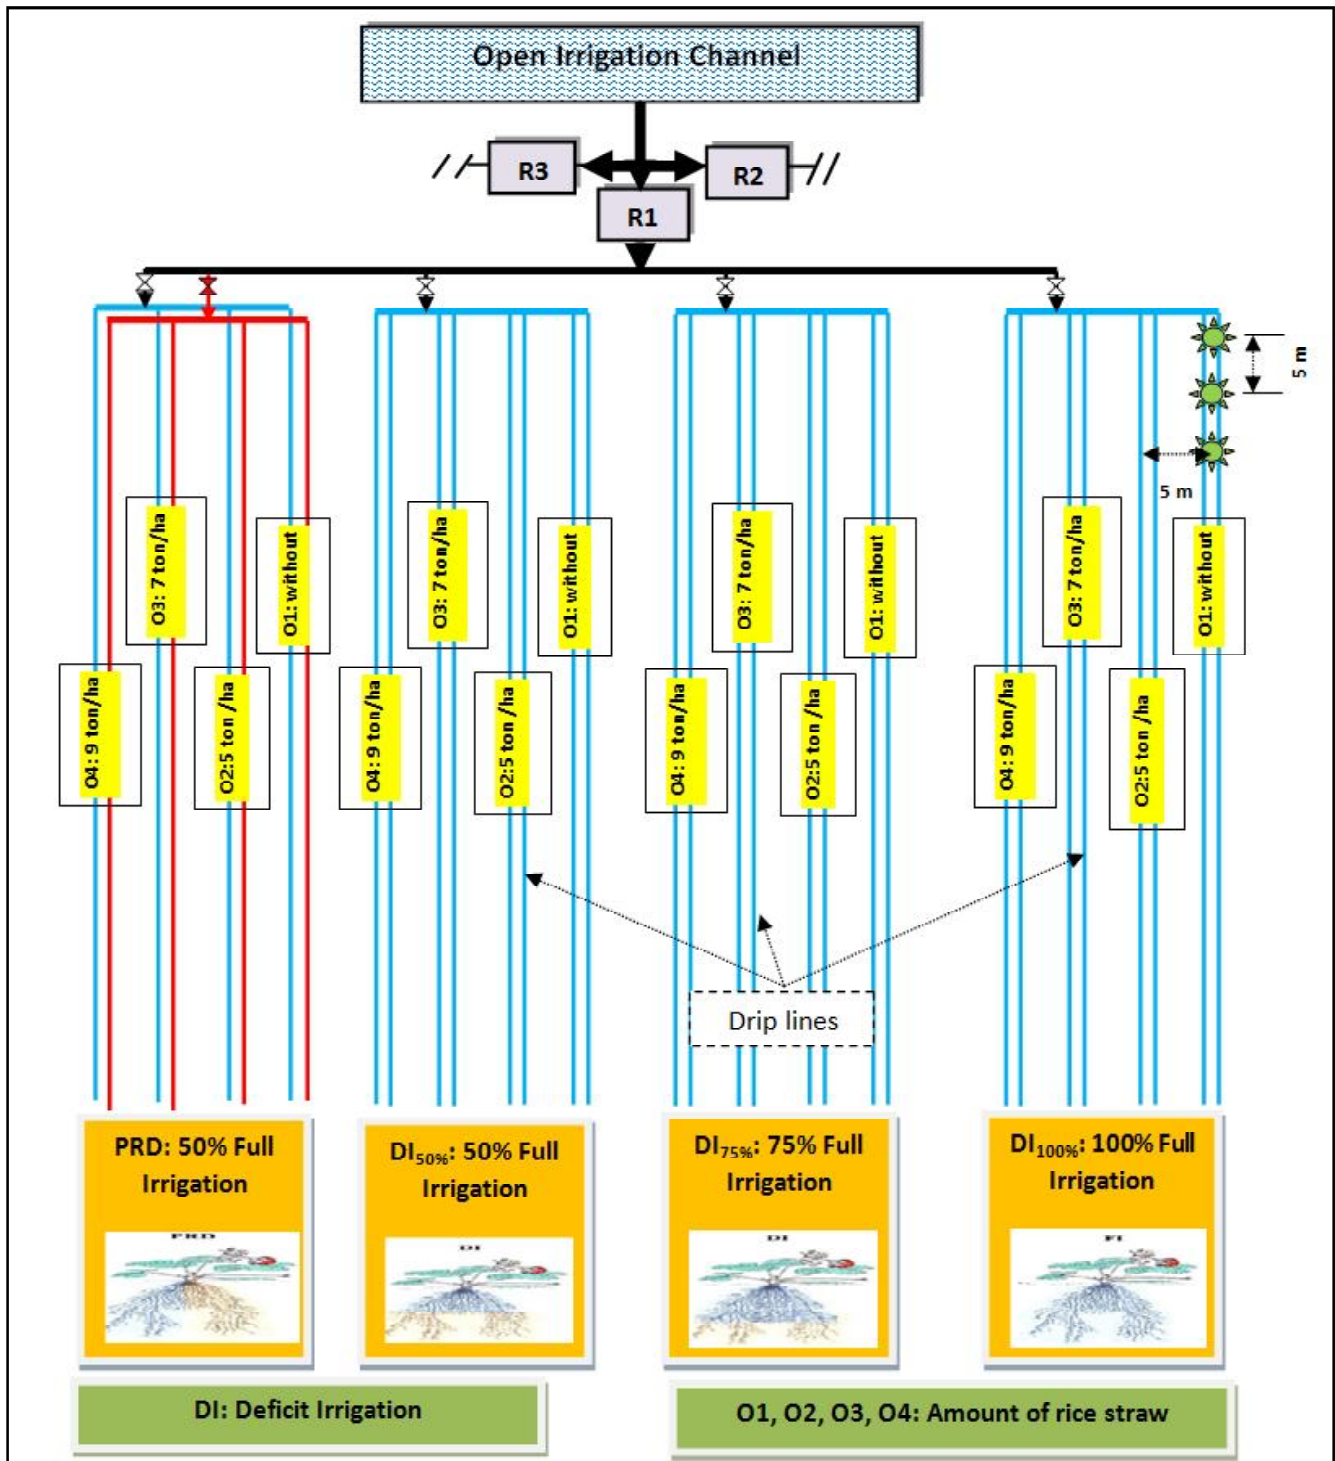 Open Irrigation Channel
R3
R2
R1
5 m
5 m
O3: 7 ton/ha
O1: without
O4: 9 ton/ha
O2:5 ton /ha
O3: 7 ton/ha
O1: without
O4: 9 ton/ha
O2:5 ton /ha
O3: 7 ton/ha
O1: without
O4: 9 ton/ha
O2:5 ton /ha
O3: 7 ton/ha
O1: without
O4: 9 ton/ha
O2:5 ton /ha
Drip lines
PRD: 50% Full
Irrigation
PRD
DI50%: 50% Full
Irrigation
DI
DI75%: 75% Full
Irrigation
DI
DI100%: 100% Full
Irrigation
FI
DI: Deficit Irrigation
O1, O2, O3, O4: Amount of rice straw